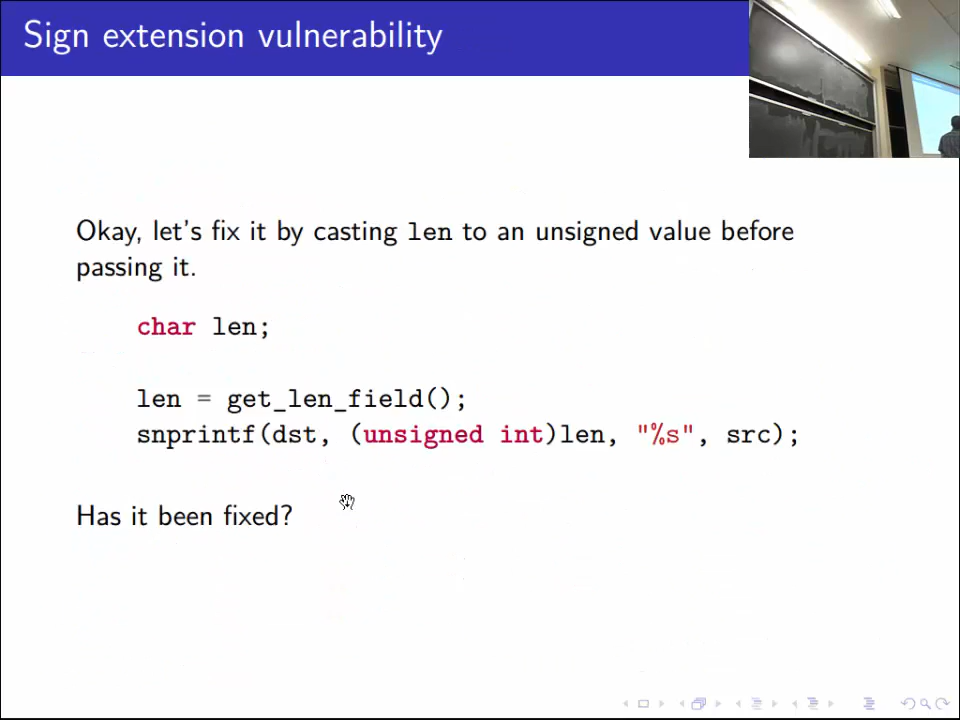 Sign extension vulnerability
Okay, let's fix it by casting len to an unsigned value before
passing it.
char len;
len = get_len_field();
snprintf(dst, (unsigned int)len, "%s", src);
Has it been fixed?